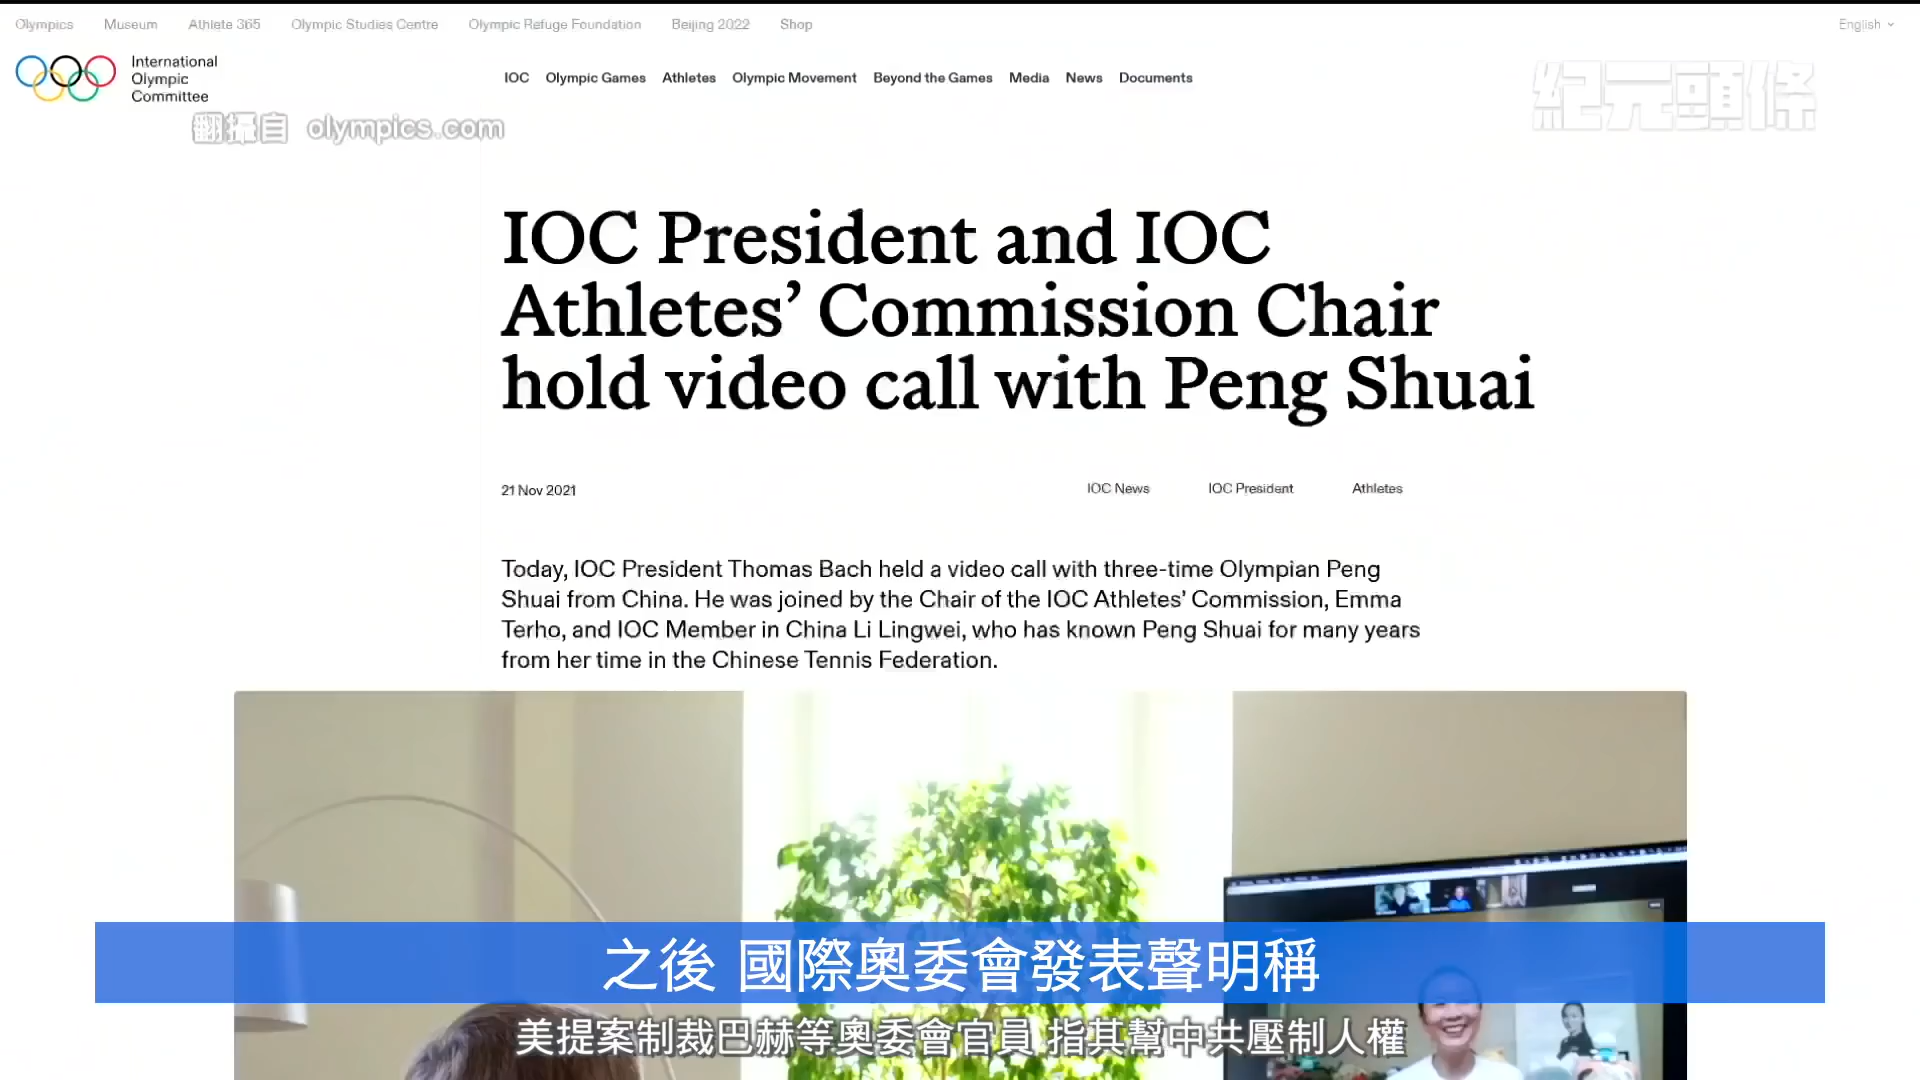 Olympics Museum Athlete 365 Olympic Studies Centre Olympic Refuge Foundation Beijing 2022 Shop English
International
Olympic
Committee
IOC Olympic Games Athletes Olympic Movement Beyond the Games Media News Documents
紀元頭條
翻攝自 olympics.com
IOC President and IOC
Athletes’ Commission Chair
hold video call with Peng Shuai
21 Nov 2021
IOC News IOC President Athletes
Today, IOC President Thomas Bach held a video call with three-time Olympian Peng
Shuai from China. He was joined by the Chair of the IOC Athletes’ Commission, Emma
Terho, and IOC Member in China Li Lingwei, who has known Peng Shuai for many years
from her time in the Chinese Tennis Federation.
之後 國際奧委會發表聲明稱
美提案制裁巴赫等奧委會官員 指其幫中共壓制人權